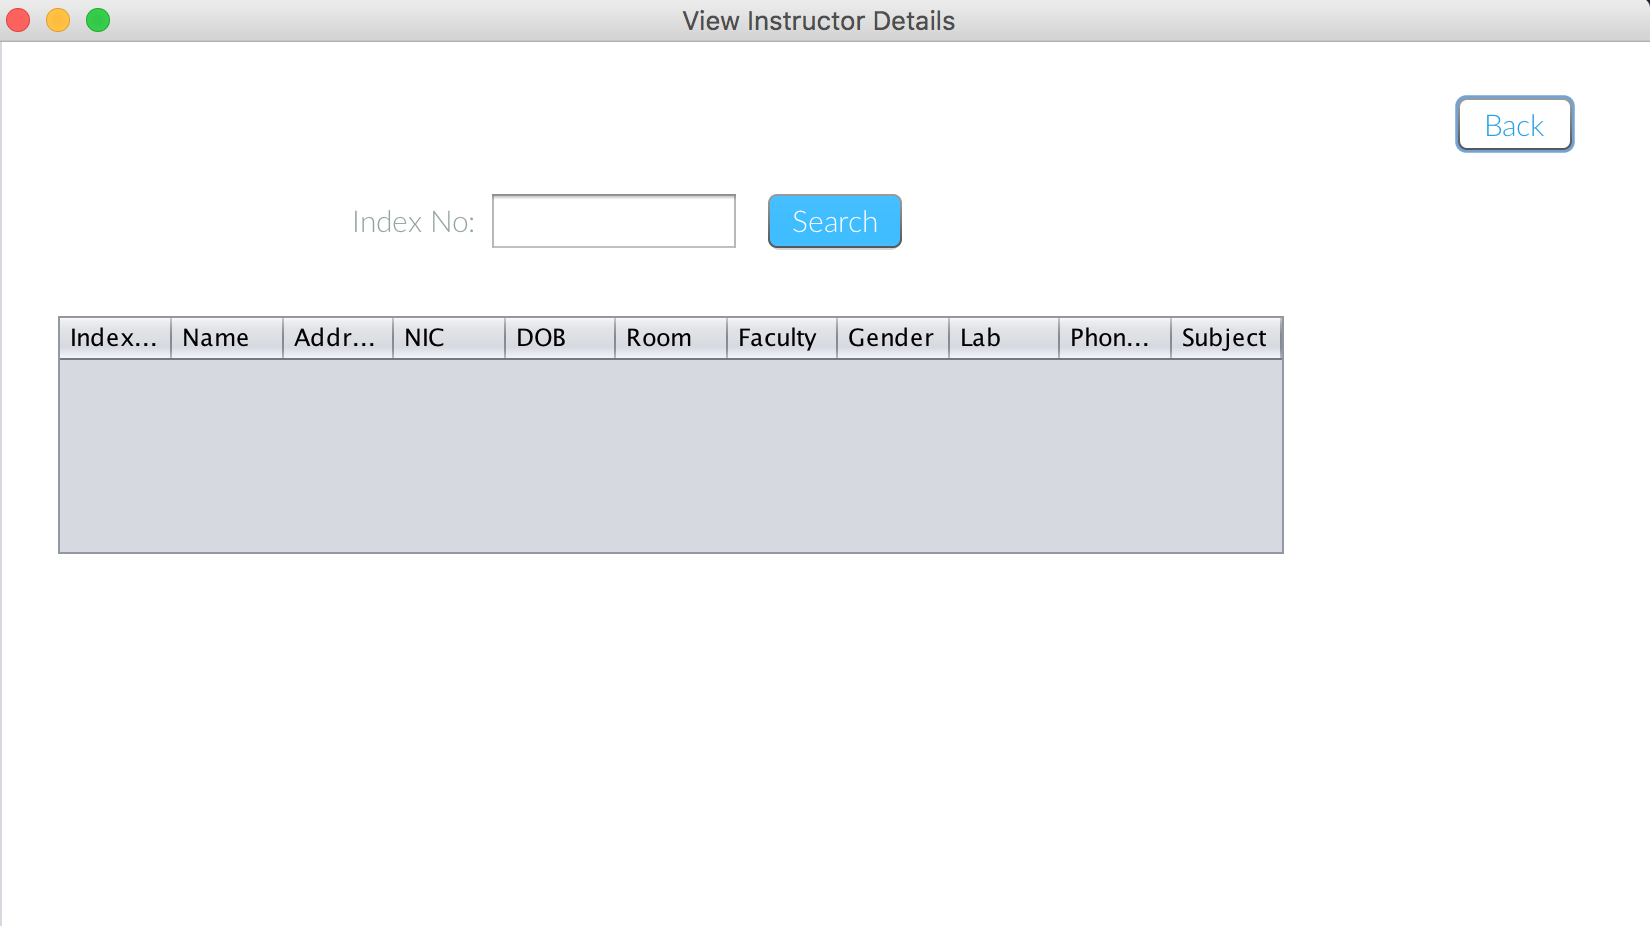 View Instructor Details
Back
Index No:
Search
Index... Name Addr... NIC DOB Room Faculty Gender Lab Phon... Subject